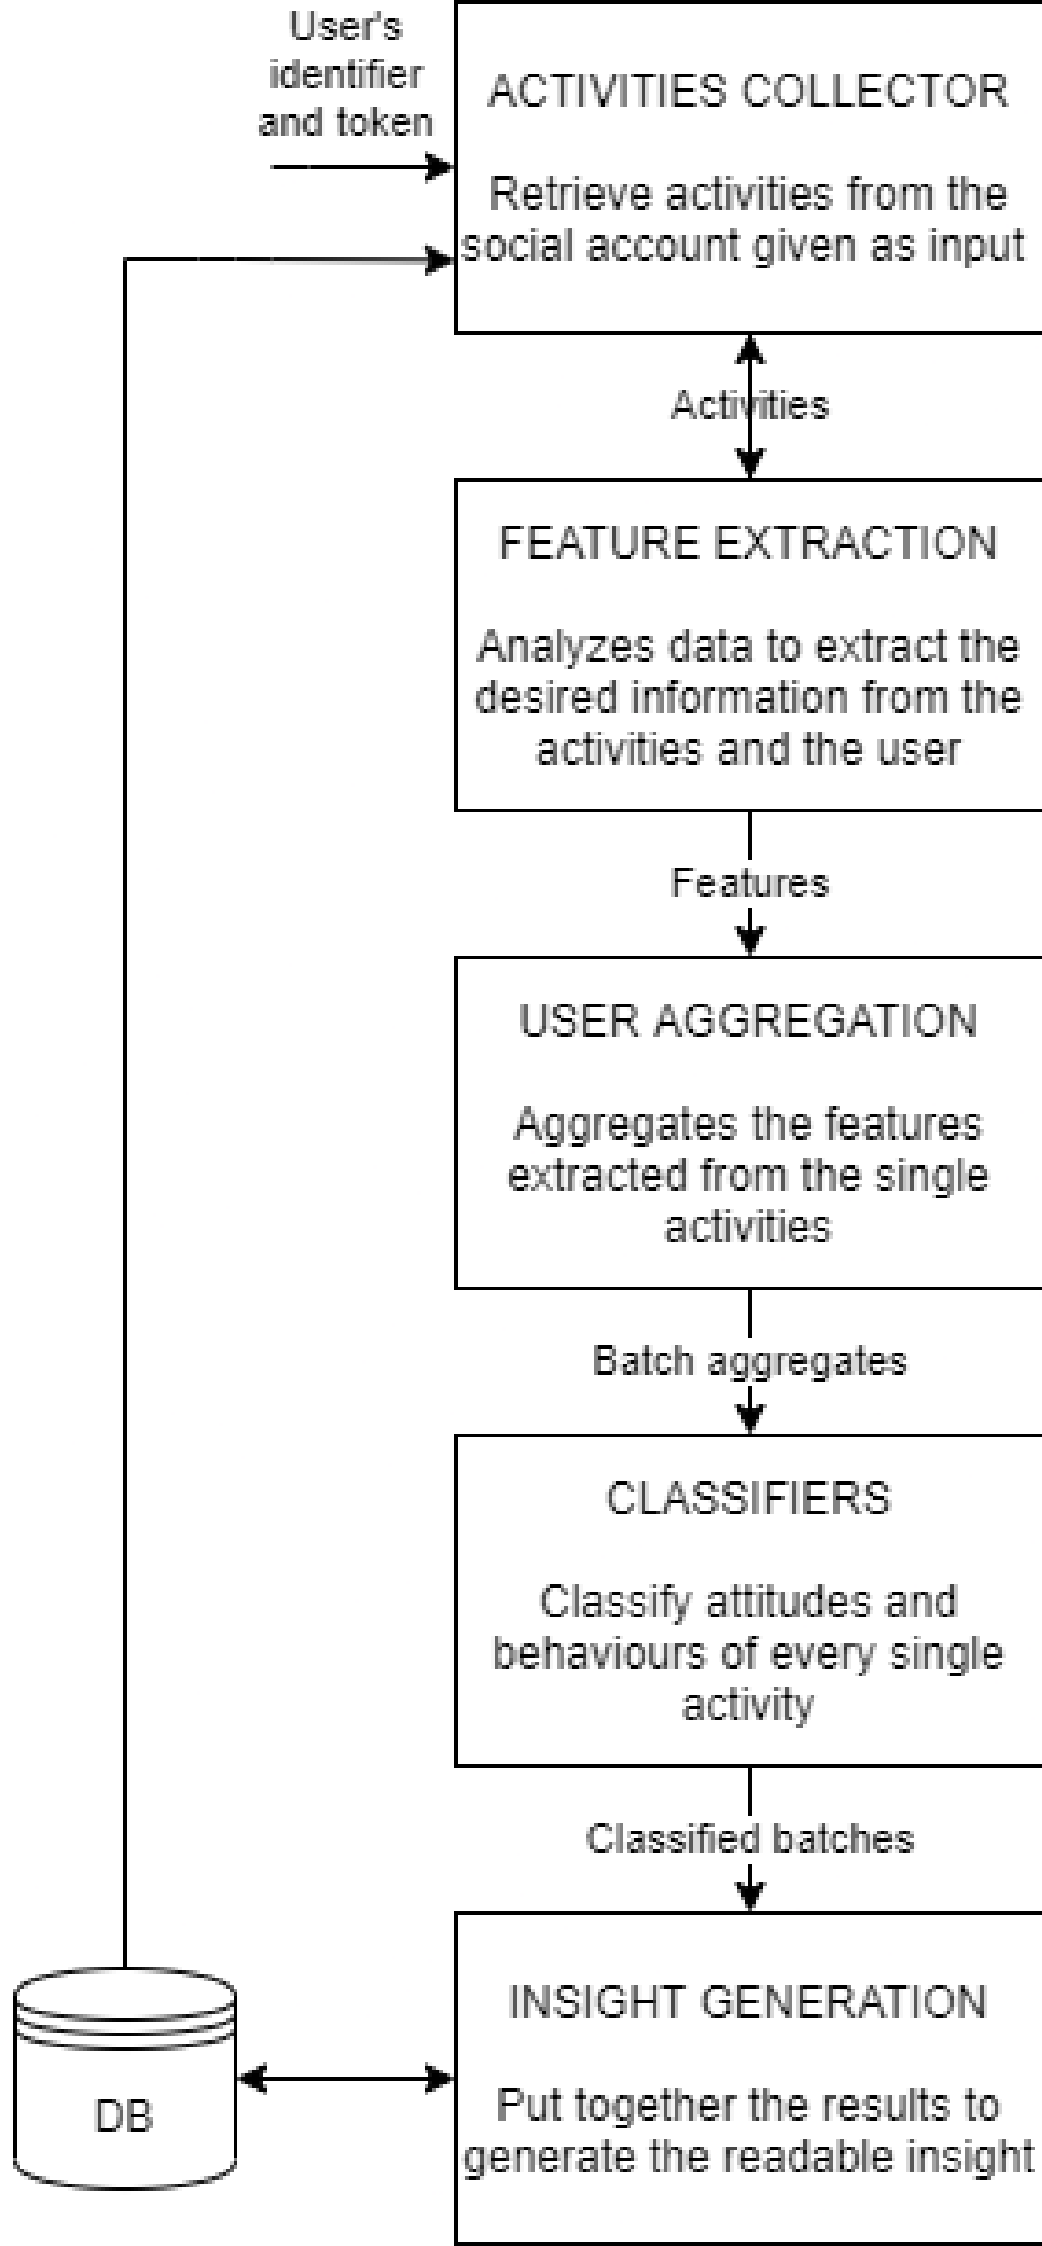 User's
identifier
and token
ACTIVITIES COLLECTOR
Retrieve activities from the
social account given as input
Activities
FEATURE EXTRACTION
Analyzes data to extract the
desired information from the
activities and the user
Features
USER AGGREGATION
Aggregates the features
extracted from the single
activities
Batch aggregates
CLASSIFIERS
Classify attitudes and
behaviours of every single
activity
Classified batches
INSIGHT GENERATION
Put together the results to
generate the readable insight
DB